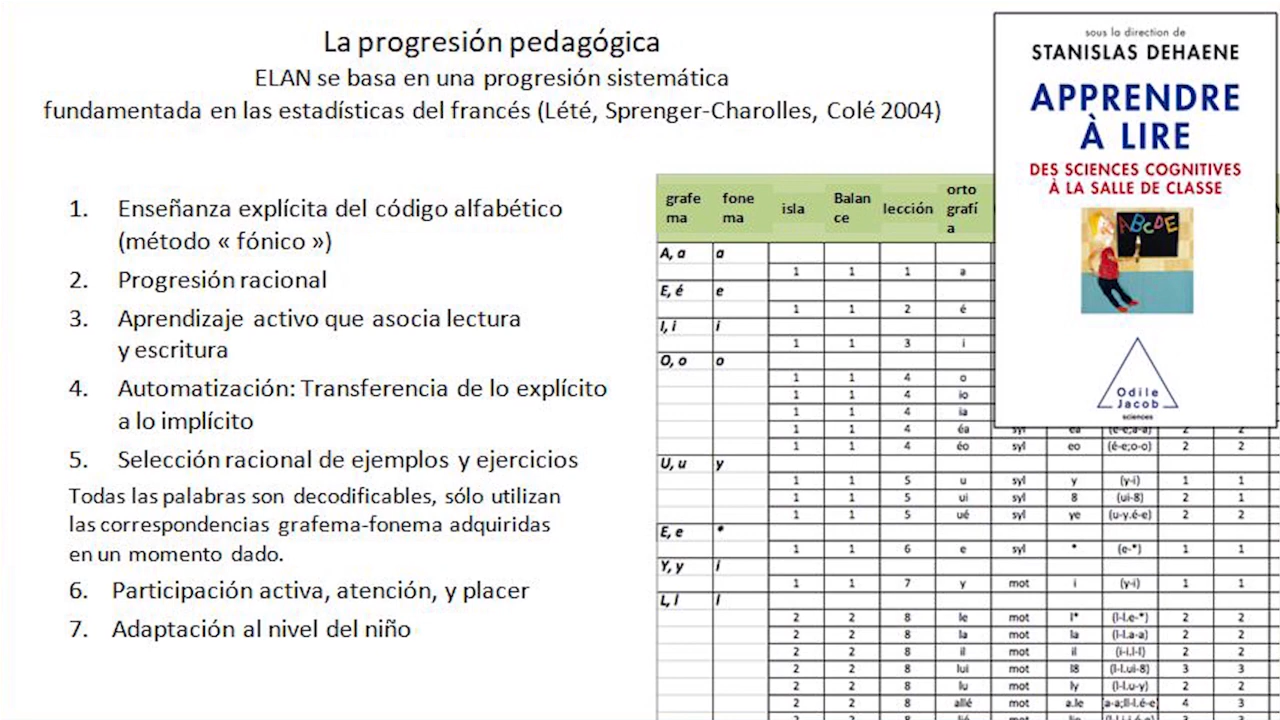 La progresión pedagógica
ELAN se basa en una progresión sistemática
fundamentada en las estadísticas del francés (Lété, Sprenger-Charolles, Colé 2004)
1. Enseñanza explícita del código alfabético
(método « fónico »)
2. Progresión racional
3. Aprendizaje activo que asocia lectura
y escritura
4. Automatización: Transferencia de lo explícito
a lo implícito
5. Selección racional de ejemplos y ejercicios
Todas las palabras son decodificables, sólo utilizan
las correspondencias grafema-fonema adquiridas
en un momento dado.
6. Participación activa, atención, y placer
7. Adaptación al nivel del niño
sous la direction de
STANISLAS DEHAENE
APPRENDRE
À LIRE
DES SCIENCES COGNITIVES
À LA SALLE DE CLASSE
ABCDE
Odile
Jacob
sciences
grafe
ma
fone
ma
isla
Balan
ce
lección
orto
grafí
a
A, a a
1 1 1 a
E, é e
1 1 2 é
I, i i
1 1 3 i
O, o o
1 1 4 o
1 1 4 io
1 1 4 ia
1 1 4 éa syl ea (é-e;a-a) 2 2
1 1 4 éo syl eo (é-e;o-o) 2 2
U, u y
1 1 5 u syl y (y-i) 1 1
1 1 5 ui syl 8 (ui-8) 2 1
1 1 5 ué syl ye (u-y.é-e) 2 2
E, e *
1 1 6 e syl * (e-*) 1 1
Y, y i
1 1 7 y mot i (y-i) 1 1
L, l l
2 2 8 le mot l* (l-l.e-*) 2 2
2 2 8 la mot la (l-l.a-a) 2 2
2 2 8 il mot il (i-i.l-l) 2 2
2 2 8 lui mot l8 (l-l.ui-8) 3 3
2 2 8 lu mot ly (l-l.u-y) 2 2
2 2 8 allé mot a.le (a-a;ll-l.é-e) 4 3